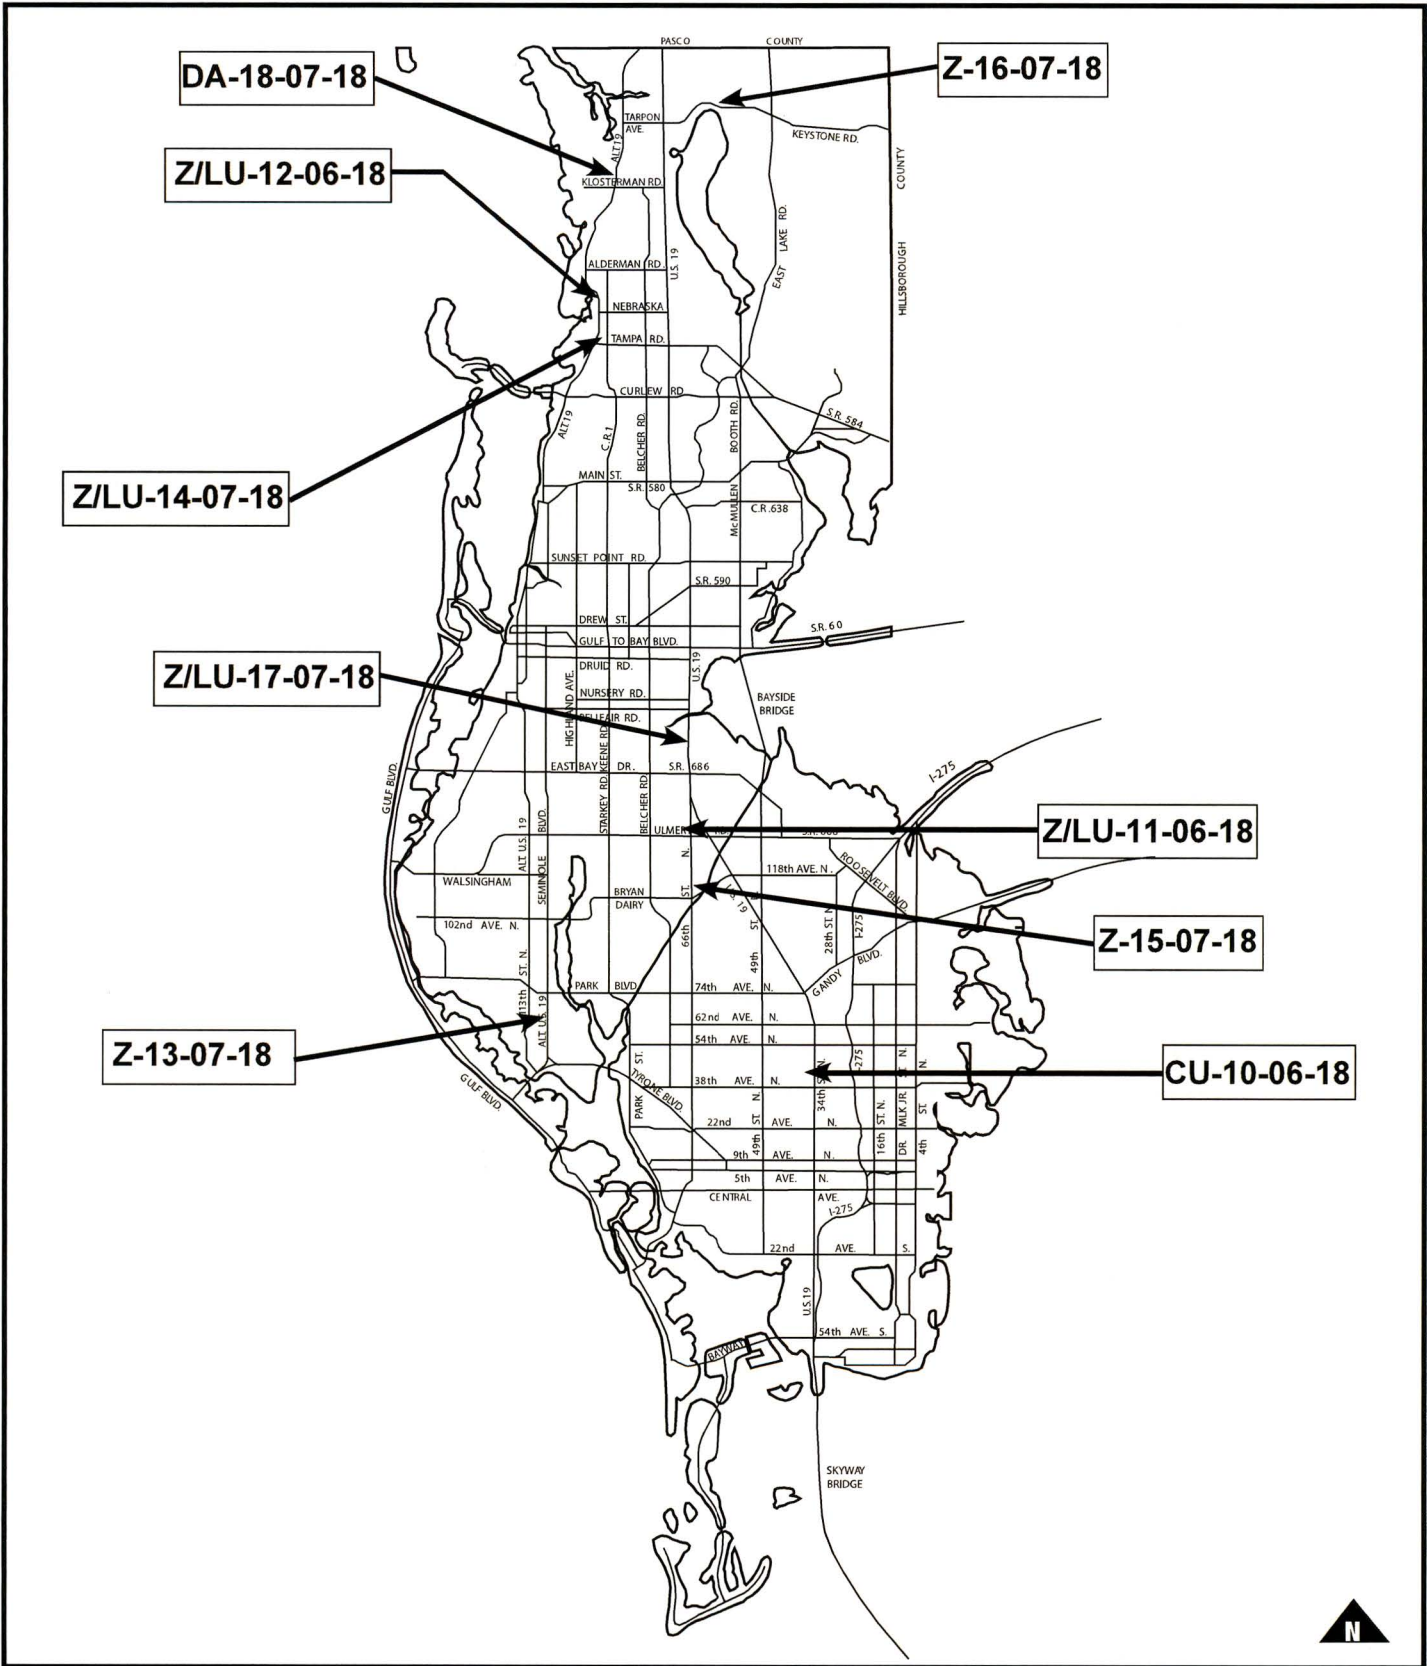 PASCO COUNTY
DA-18-07-18
Z-16-07-18
TARPON
AVE.
KEYSTONE RD.
ALT 19
Z/LU-12-06-18
KLOSTERMAN RD.
COUNTY
HILLSBOROUGH
EAST LAKE RD.
U.S. 19
ALDERMAN RD.
NEBRASKA
TAMPA RD.
CURLEW RD
S.R. 584
ALT 19
C.R.1
BELCHER RD.
McMULLEN BOOTH RD.
Z/LU-14-07-18
MAIN ST.
S.R. 580
C.R.638
SUNSET POINT RD.
S.R. 590
DREW ST.
S.R. 60
GULF TO BAY BLVD.
DRUID RD.
U.S. 19
Z/LU-17-07-18
NURSERY RD.
BAYSIDE
BRIDGE
HIGHLAND AVE.
BELLEAIR RD.
KEENE RD.
STARKEY RD.
EAST BAY DR. S.R. 686
I-275
GULF BLVD.
BELCHER RD.
ALT U.S. 19
SEMINOLE BLVD.
Z/LU-11-06-18
ROOSEVELT BLVD.
118th AVE. N.
WALSINGHAM
BRYAN
DAIRY
U.S. 19
102nd AVE. N.
66th ST. N.
49th ST. N.
28th ST. N.
I-275
Z-15-07-18
GANDY BLVD.
PARK BLVD.
74th AVE. N.
113th ST. N.
ALT U.S. 19
62nd AVE. N.
54th AVE. N.
Z-13-07-18
CU-10-06-18
38th AVE. N.
GULF BLVD.
TYRONE BLVD.
PARK ST.
34th ST. N.
22nd AVE. N.
49th ST. N.
16th ST. N.
DR. MLK JR. ST. N.
4th ST. N.
9th AVE. N.
5th AVE. N.
CENTRAL AVE.
I-275
22nd AVE. S.
U.S.19
54th AVE. S.
BAYWAY
SKYWAY
BRIDGE
N